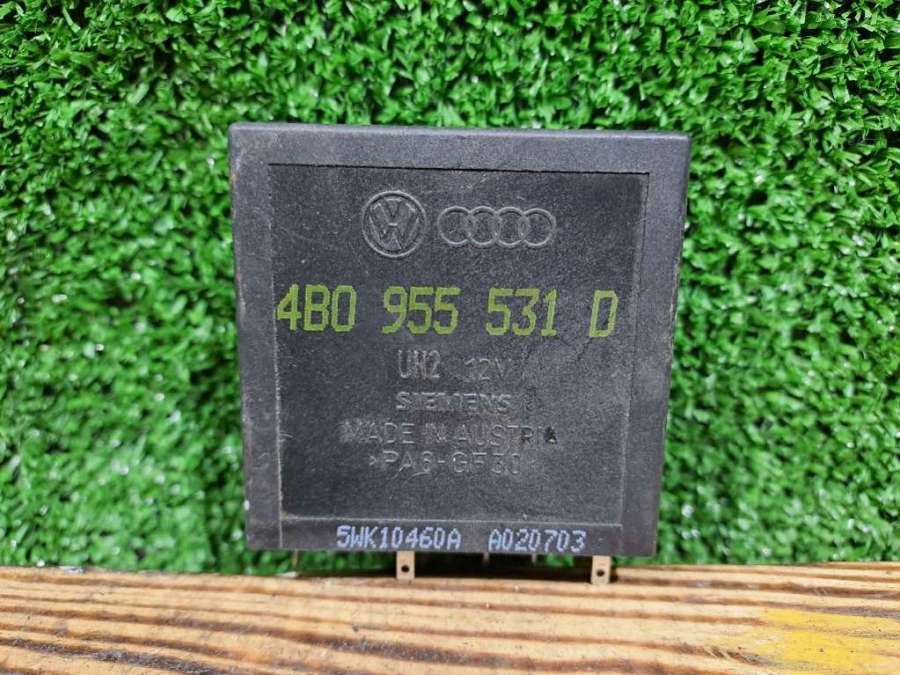 4B0 955 531 D
UN2 12V
SIEMENS
MADE IN AUSTRIA
>PA6-GF30
5WK10460A A020703